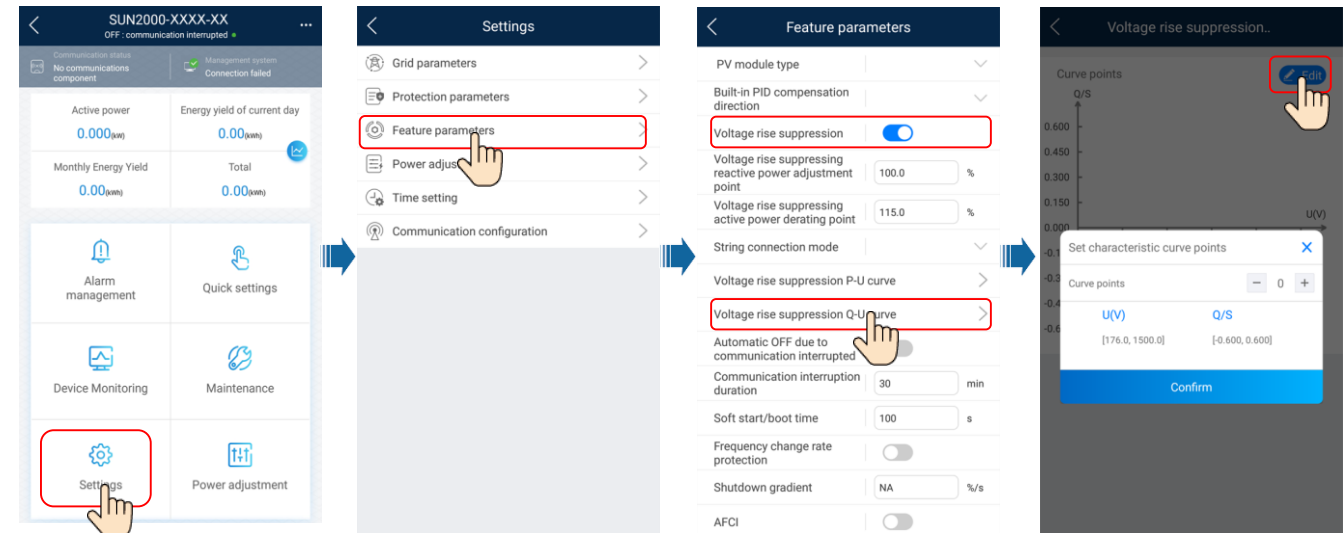 SUN2000-XXXX-XX
OFF : communication interrupted
Communication status
No communications
component
Management system
Connection failed
Active power
0.000(kW)
Energy yield of current day
0.00(kWh)
Monthly Energy Yield
0.00(kWh)
Total
0.00(kWh)
Alarm
management
Quick settings
Device Monitoring
Maintenance
Settings
Power adjustment
Settings
Grid parameters
Protection parameters
Feature parameters
Power adjus
Time setting
Communication configuration
Feature parameters
PV module type
Built-in PID compensation
direction
Voltage rise suppression
Voltage rise suppressing
reactive power adjustment
point
100.0 %
Voltage rise suppressing
active power derating point
115.0 %
String connection mode
Voltage rise suppression P-U curve
Voltage rise suppression Q-U curve
Automatic OFF due to
communication interrupted
Communication interruption
duration
30 min
Soft start/boot time 100 s
Frequency change rate
protection
Shutdown gradient NA %/s
AFCI
Voltage rise suppression..
Curve points
Edit
Q/S
0.600
0.450
0.300
0.150
U(V)
0.000
-0.1
-0.3
-0.4
-0.6
Set characteristic curve points
Curve points − 0 +
U(V) Q/S
[176.0, 1500.0] [-0.600, 0.600]
Confirm